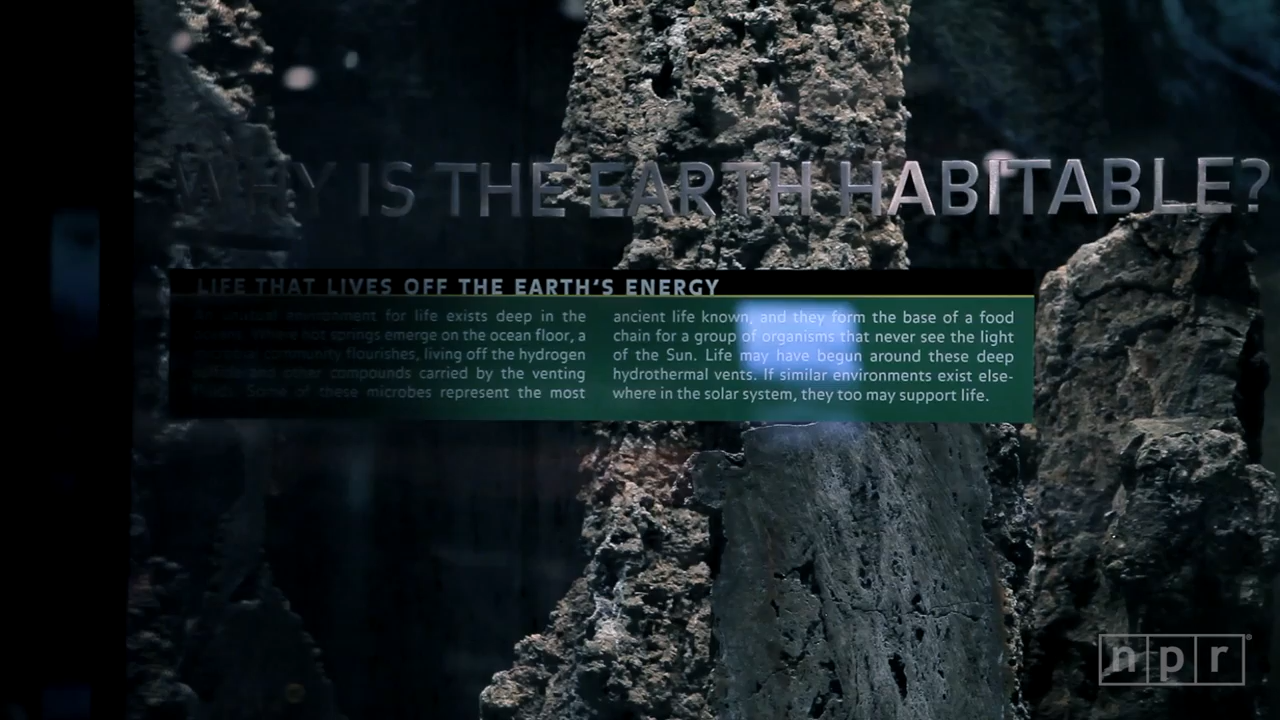 WHY IS THE EARTH HABITABLE?
LIFE THAT LIVES OFF THE EARTH'S ENERGY
An unusual environment for life exists deep in the
Where hot springs emerge on the ocean floor, a
community flourishes, living off the hydrogen
and other compounds carried by the venting
Some of these microbes represent the most
ancient life known, and they form the base of a food
chain for a group of organisms that never see the light
of the Sun. Life may have begun around these deep
hydrothermal vents. If similar environments exist else-
where in the solar system, they too may support life.
npr